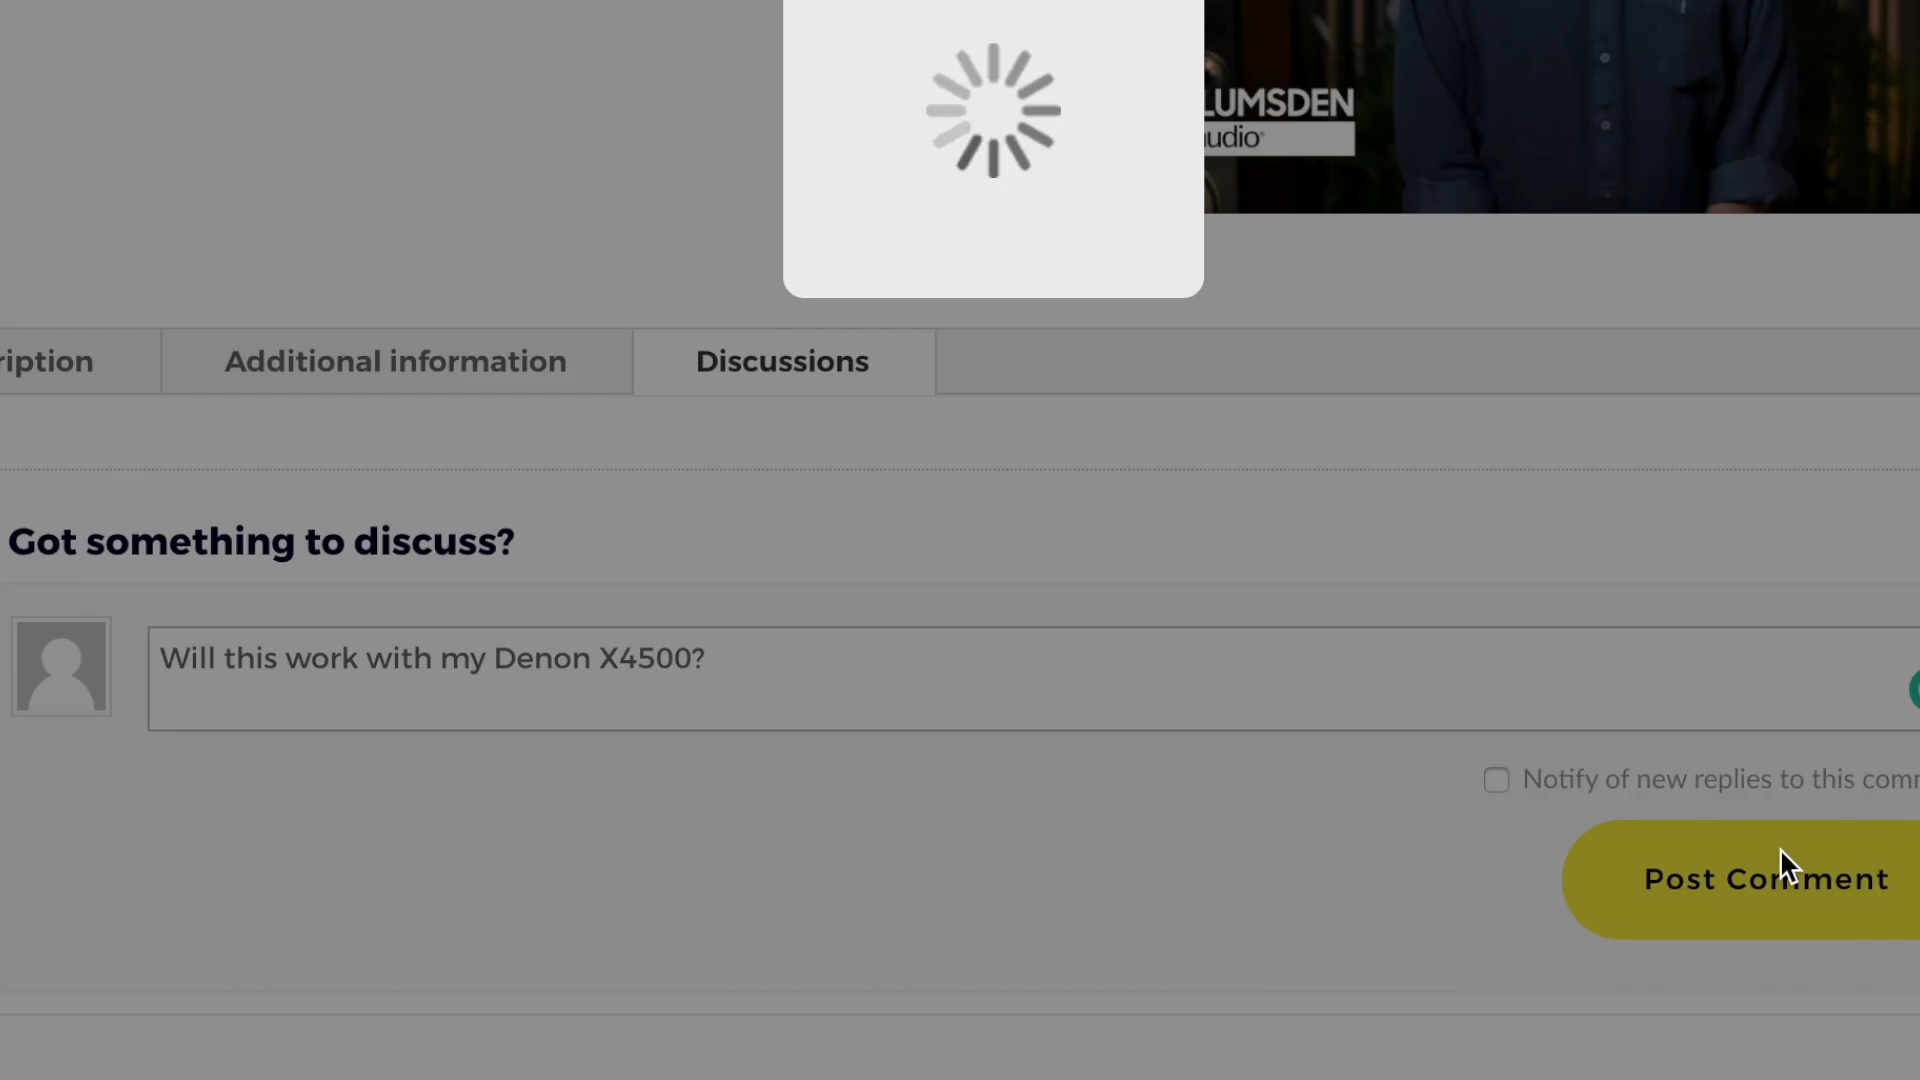 LUMSDEN
udio
ription
Additional information
Discussions
Got something to discuss?
Will this work with my Denon X4500?
Notify of new replies to this com
Post Comment